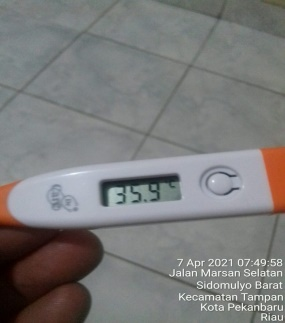 35.9°C
7 Apr 2021 07:49:58
Jalan Marsan Selatan
Sidomulyo Barat
Kecamatan Tampan
Kota Pekanbaru
Riau